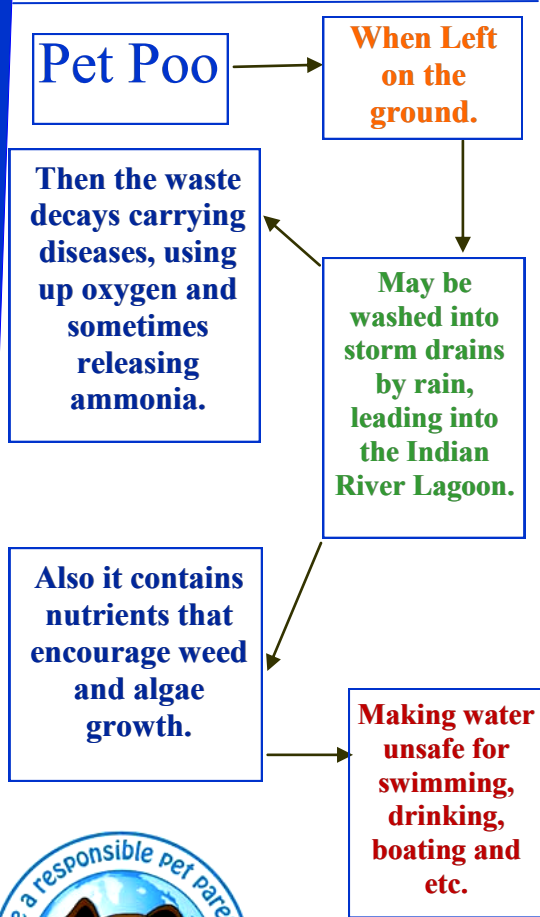 Pet Poo
When Left
on the
ground.
May be
washed into
storm drains
by rain,
leading into
the Indian
River Lagoon.
Then the waste
decays carrying
diseases, using
up oxygen and
sometimes
releasing
ammonia.
Also it contains
nutrients that
encourage weed
and algae
growth.
Making water
unsafe for
swimming,
drinking,
boating and
etc.
a responsible pet